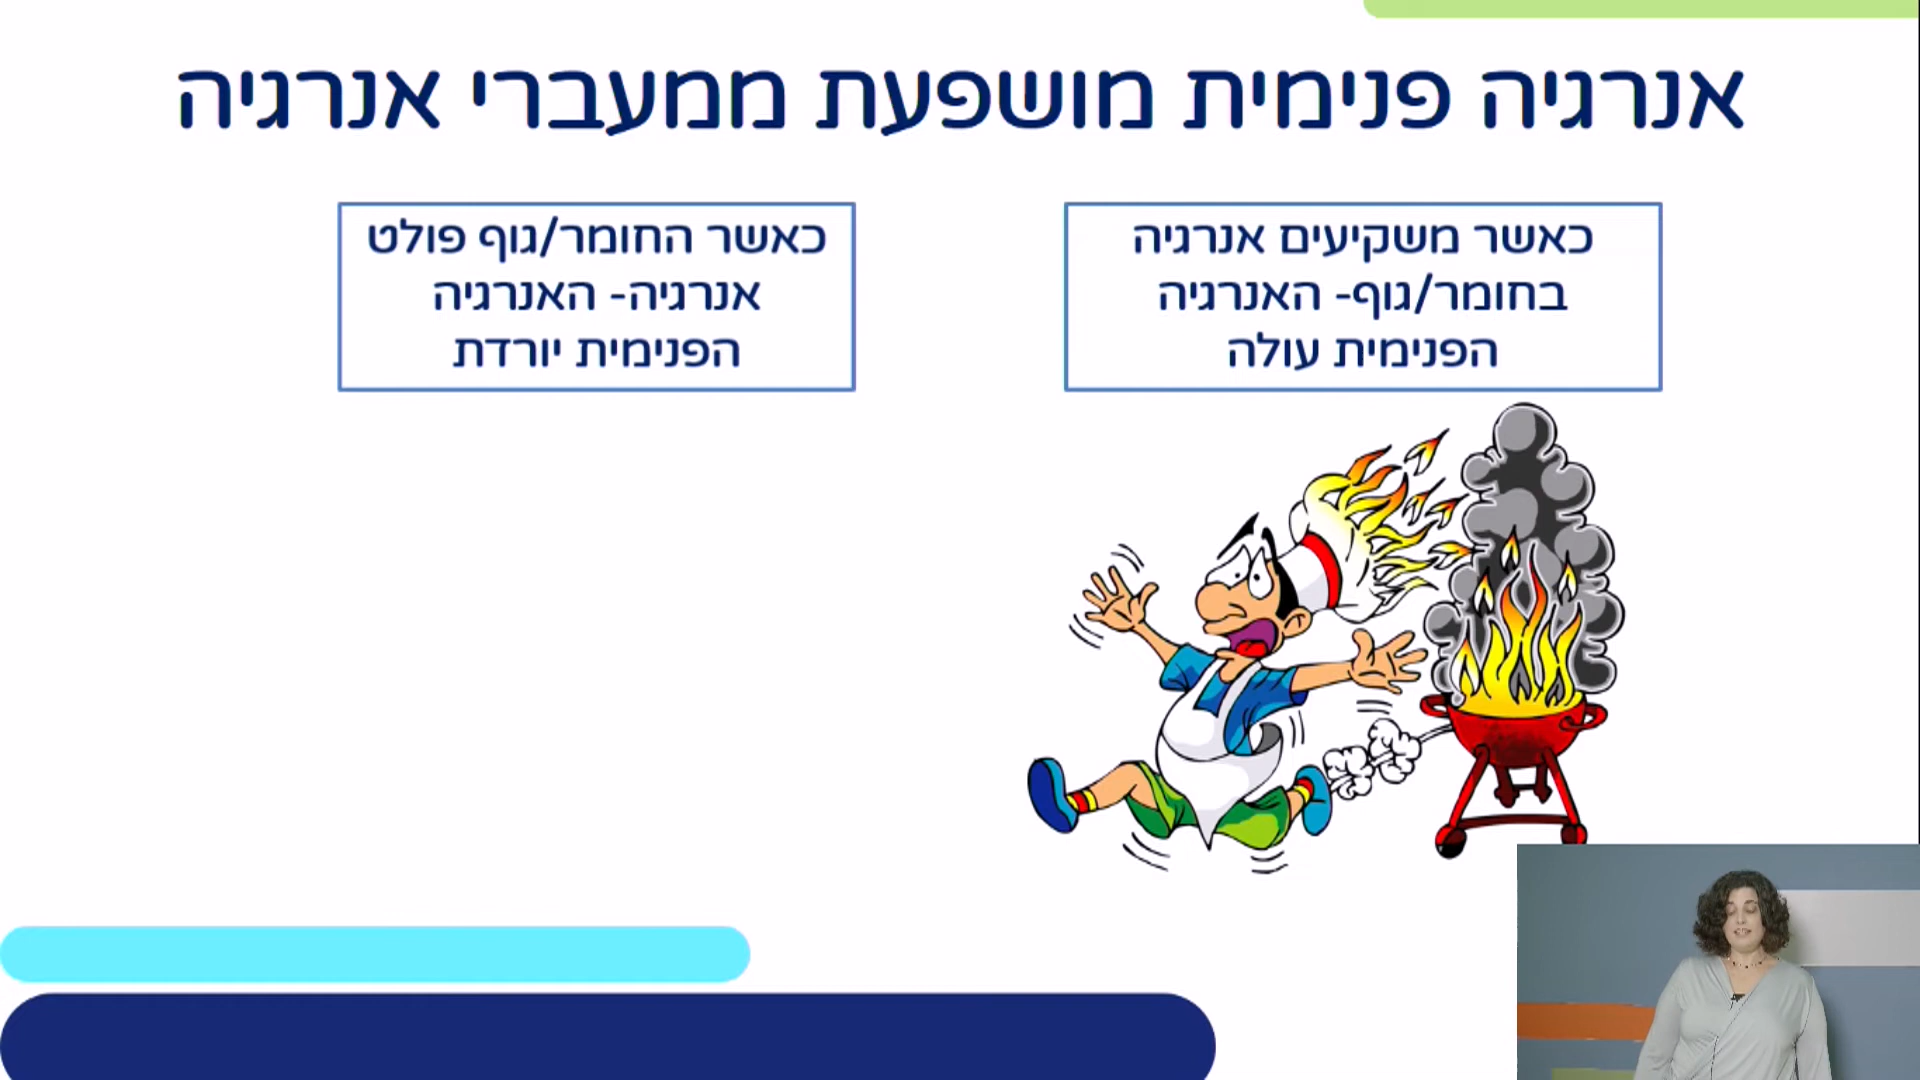 אנרגיה פנימית מושפעת ממעברי אנרגיה
כאשר משקיעים אנרגיה
בחומר/גוף- האנרגיה
הפנימית עולה
כאשר החומר/גוף פולט
אנרגיה- האנרגיה
הפנימית יורדת